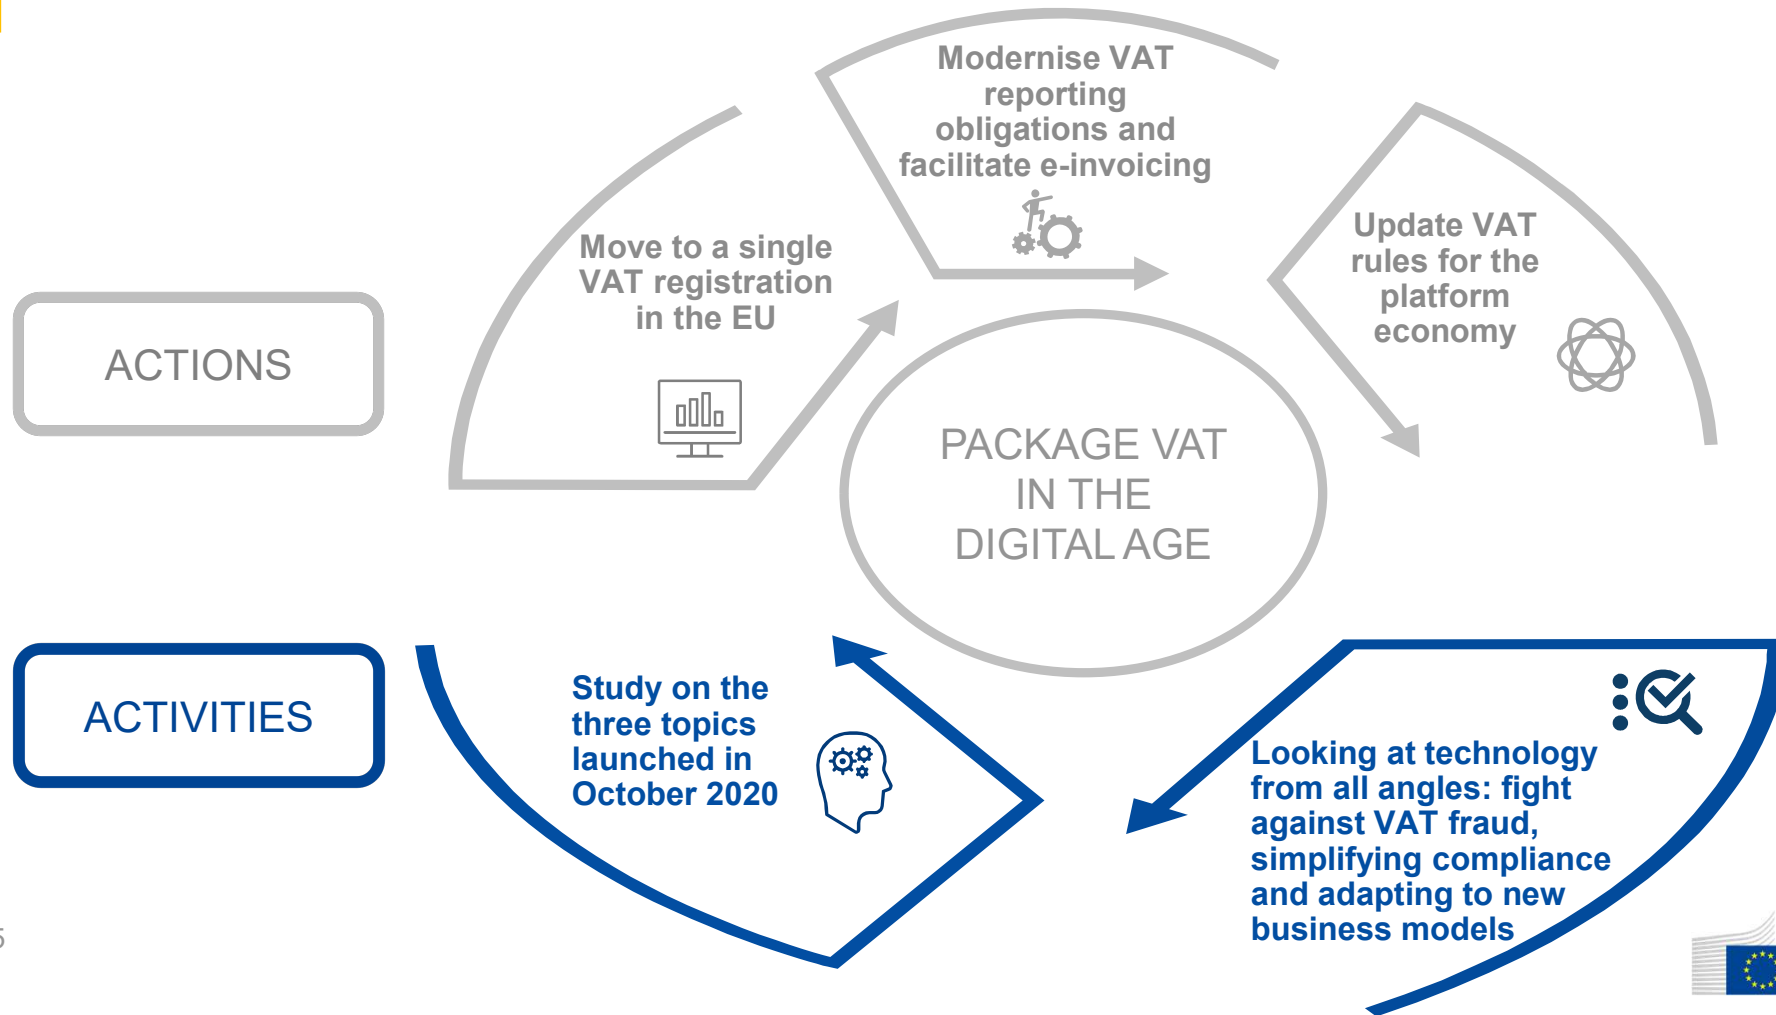 Modernise VAT
reporting
obligations and
facilitate e-invoicing
Move to a single
VAT registration
in the EU
Update VAT
rules for the
platform
economy
ACTIONS
PACKAGE VAT
IN THE
DIGITAL AGE
ACTIVITIES
Study on the
three topics
launched in
October 2020
Looking at technology
from all angles: fight
against VAT fraud,
simplifying compliance
and adapting to new
business models